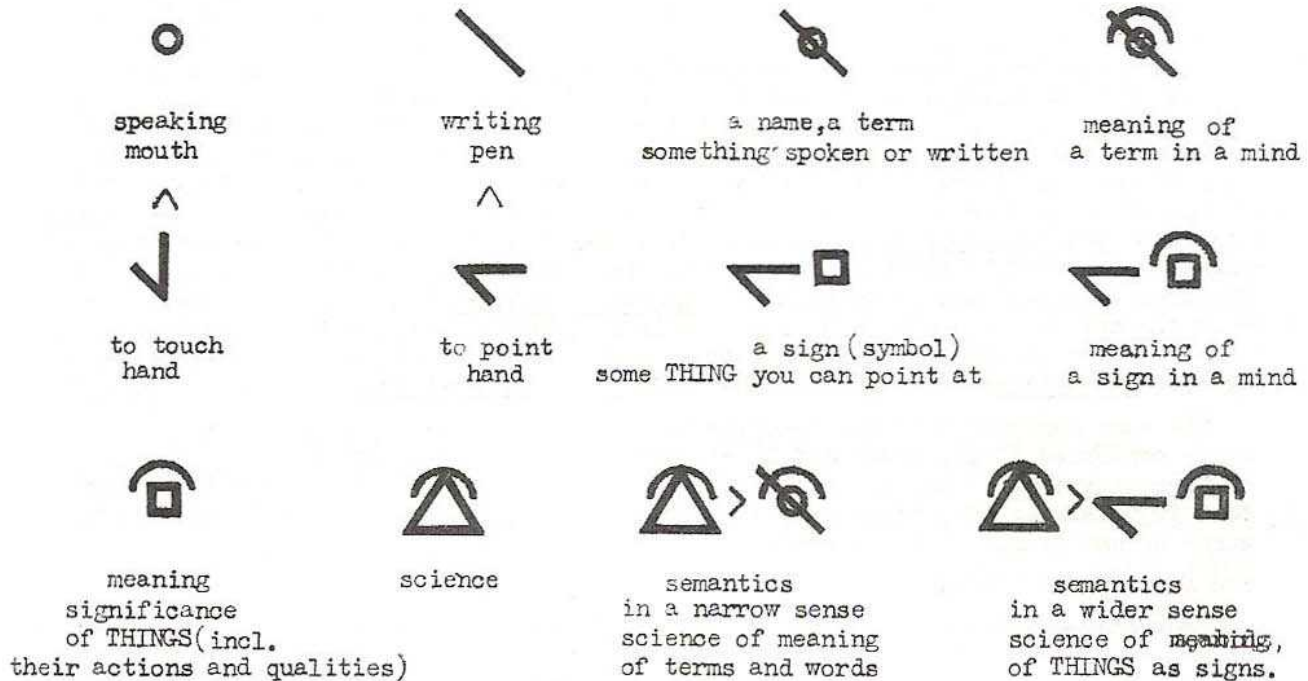 speaking
mouth
writing
pen
a name, a term
something spoken or written
meaning of
a term in a mind
to touch
hand
to point
hand
a sign (symbol)
some THING you can point at
meaning of
a sign in a mind
meaning
significance
of THINGS (incl.
their actions and qualities)
science
semantics
in a narrow sense
science of meaning
of terms and words
semantics
in a wider sense
science of
of THINGS as signs.